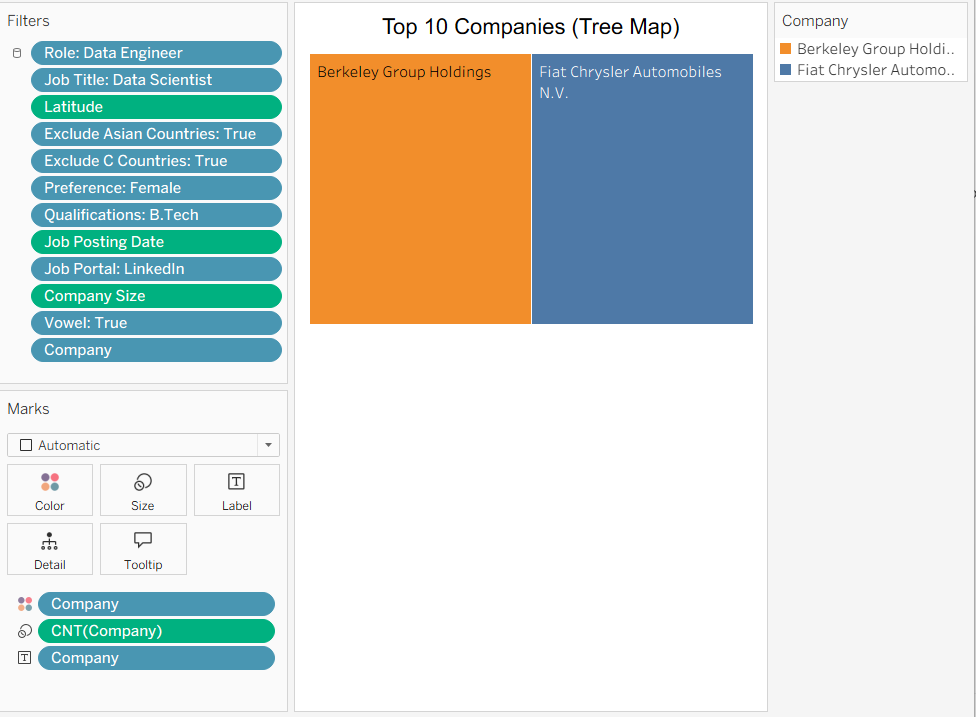 Filters
Role: Data Engineer
Job Title: Data Scientist
Latitude
Exclude Asian Countries: True
Exclude C Countries: True
Preference: Female
Qualifications: B.Tech
Job Posting Date
Job Portal: LinkedIn
Company Size
Vowel: True
Company
Marks
Automatic
Color
Size
Label
Detail
Tooltip
Company
CNT(Company)
Company
Top 10 Companies (Tree Map)
Berkeley Group Holdings
Fiat Chrysler Automobiles
N.V.
Company
Berkeley Group Holdi..
Fiat Chrysler Automo..